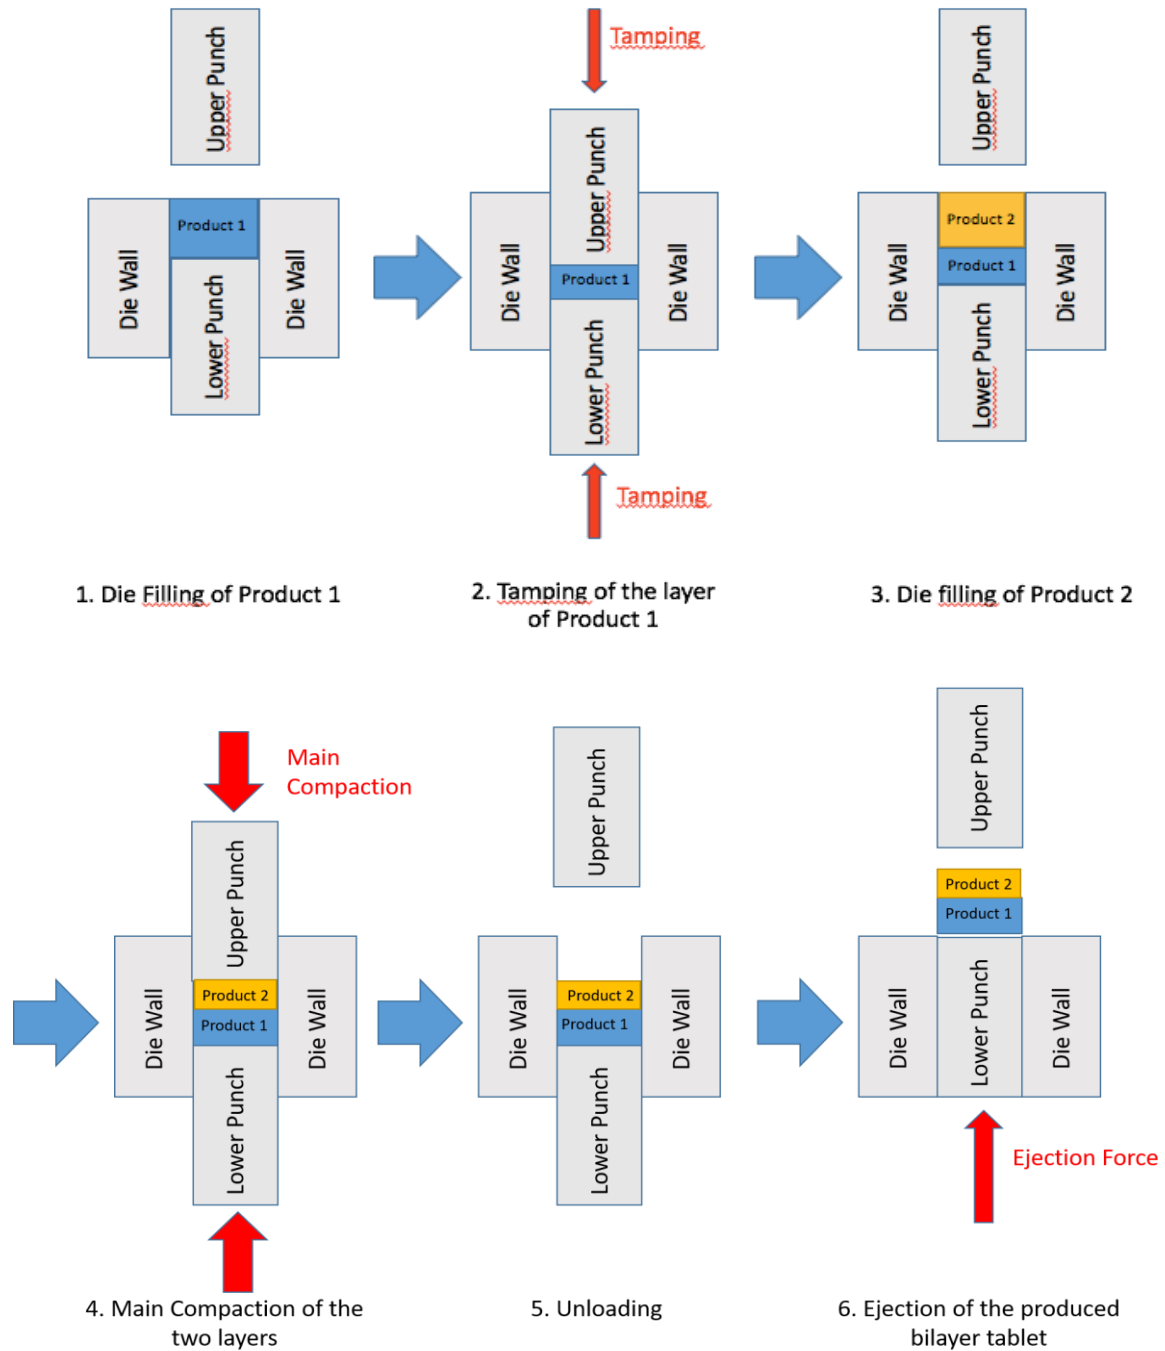 Upper Punch
Product 1
Die Wall
Die Wall
Lower Punch
1. Die Filling of Product 1
Tamping
Upper Punch
Die Wall
Product 1
Die Wall
Lower Punch
Tamping
2. Tamping of the layer
of Product 1
Upper Punch
Product 2
Product 1
Die Wall
Die Wall
Lower Punch
3. Die filling of Product 2
Main
Compaction
Upper Punch
Product 2
Product 1
Die Wall
Die Wall
Lower Punch
4. Main Compaction of the
two layers
Upper Punch
Product 2
Product 1
Die Wall
Die Wall
Lower Punch
5. Unloading
Upper Punch
Product 2
Product 1
Die Wall
Lower Punch
Die Wall
Ejection Force
6. Ejection of the produced
bilayer tablet